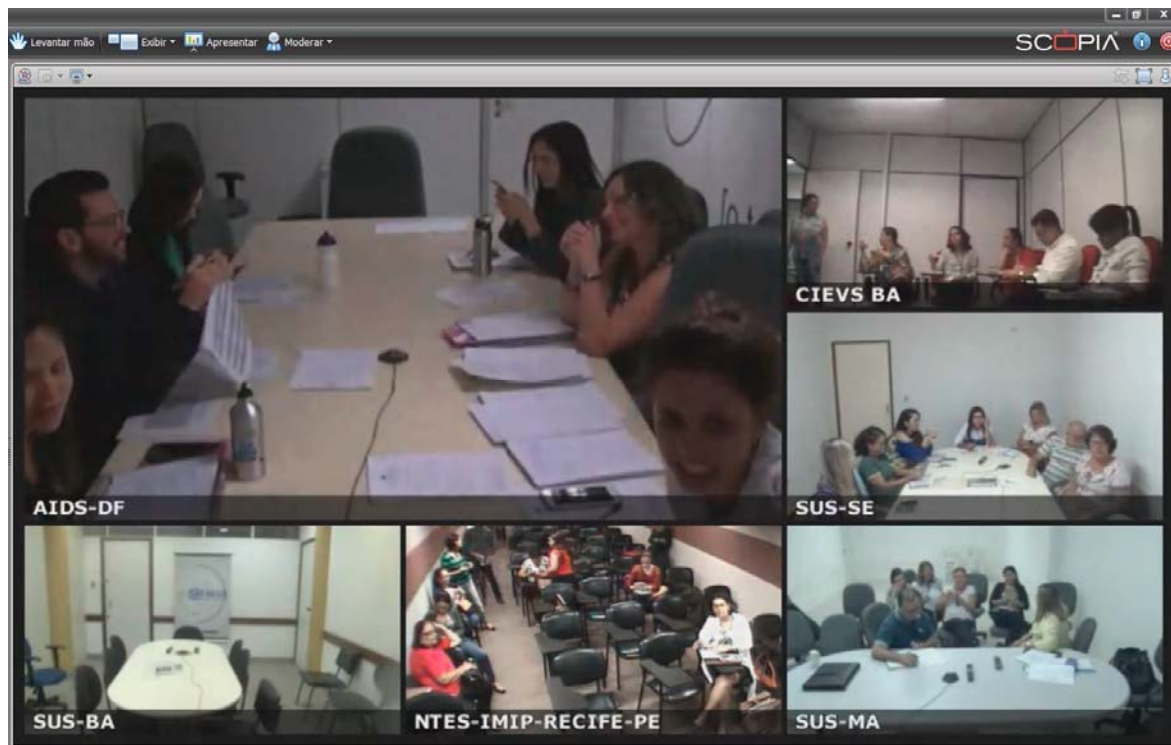 Levantar mão Exibir Apresentar Moderar SCOPIA
AIDS-DF
CIEVS BA
SUS-SE
SUS-BA
NTES-IMIP-RECIFE-PE
SUS-MA